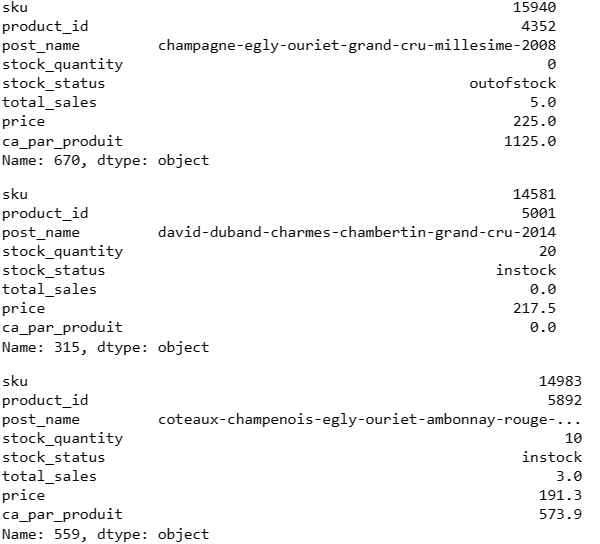 sku 15940
product_id 4352
post_name champagne-egly-ouriet-grand-cru-millesime-2008
stock_quantity 0
stock_status outofstock
total_sales 5.0
price 225.0
ca_par_produit 1125.0
Name: 670, dtype: object
sku 14581
product_id 5001
post_name david-duband-charmes-chambertin-grand-cru-2014
stock_quantity 20
stock_status instock
total_sales 0.0
price 217.5
ca_par_produit 0.0
Name: 315, dtype: object
sku 14983
product_id 5892
post_name coteaux-champenois-egly-ouriet-ambonnay-rouge-...
stock_quantity 10
stock_status instock
total_sales 3.0
price 191.3
ca_par_produit 573.9
Name: 559, dtype: object